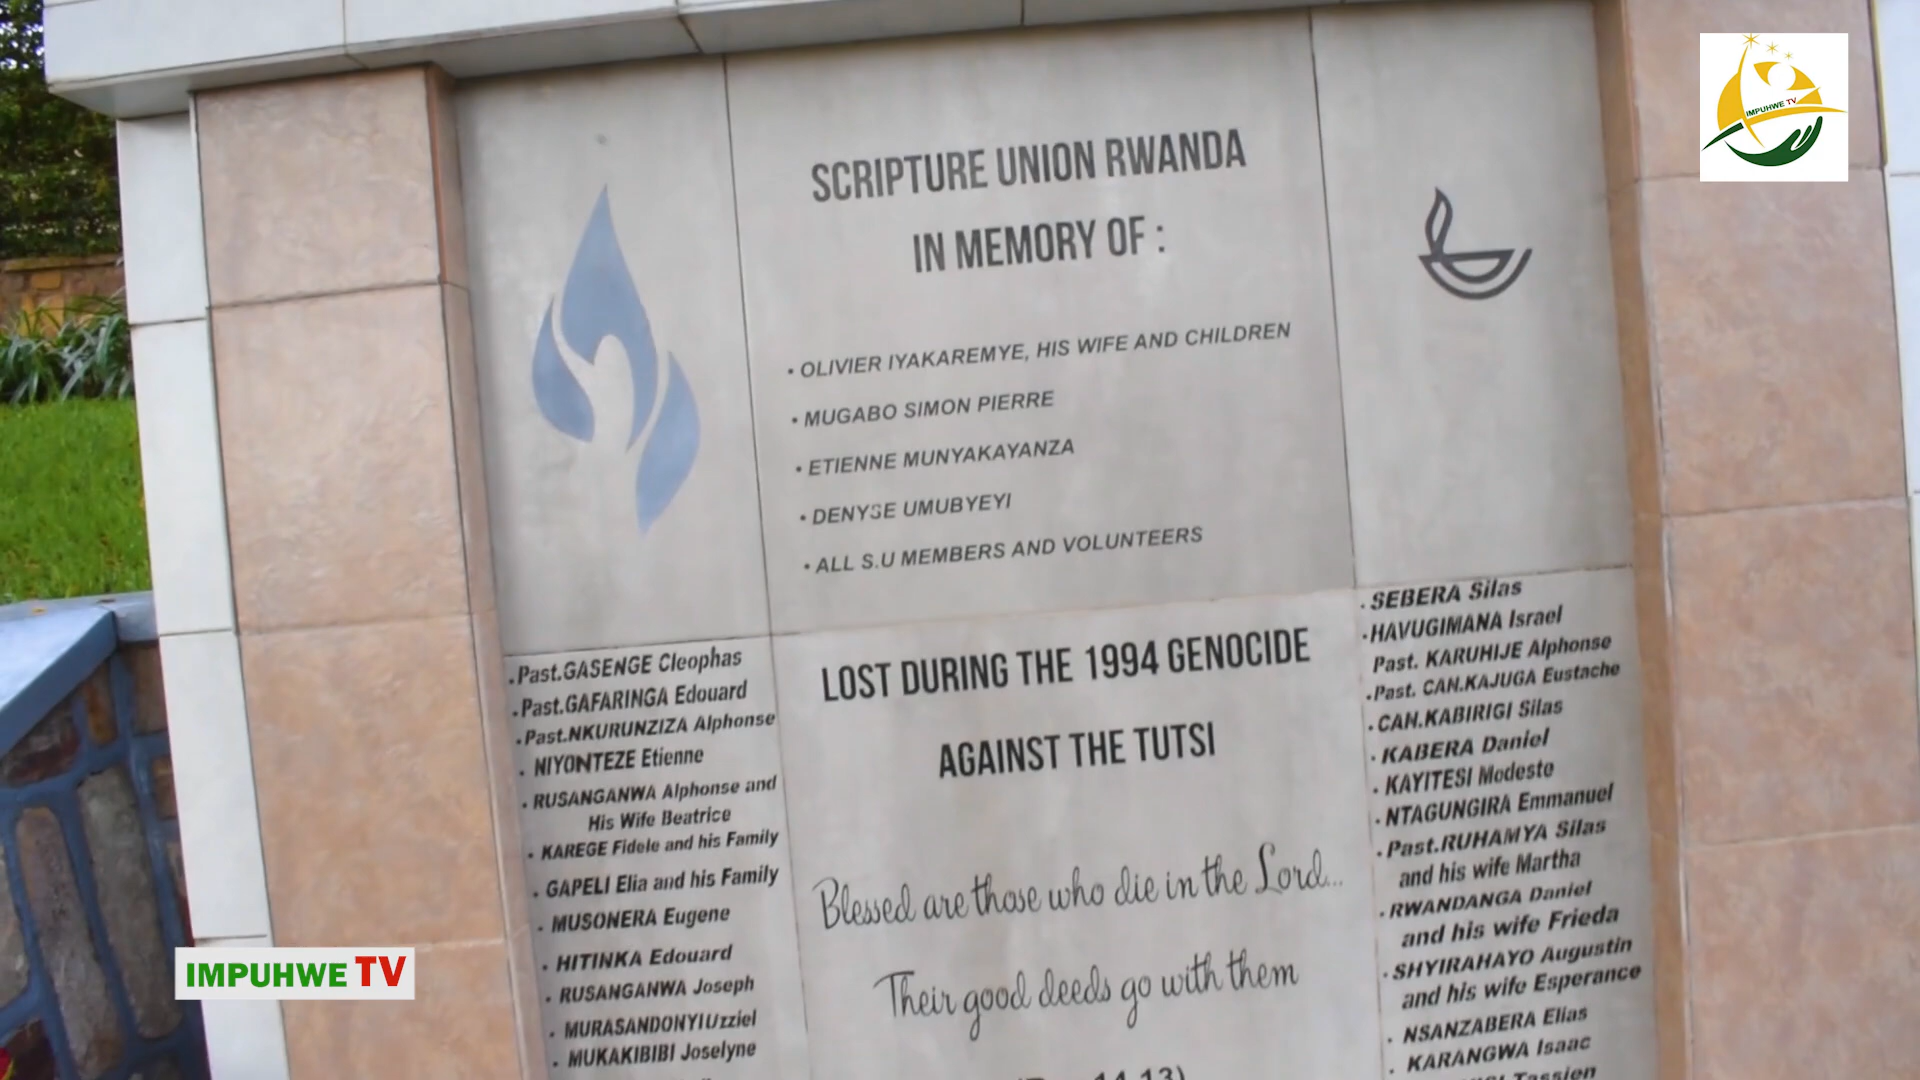 IMPUHWE TV
SCRIPTURE UNION RWANDA
IN MEMORY OF :
• OLIVIER IYAKAREMYE, HIS WIFE AND CHILDREN
• MUGABO SIMON PIERRE
• ETIENNE MUNYAKAYANZA
• DENYSE UMUBYEYI
• ALL S.U MEMBERS AND VOLUNTEERS
LOST DURING THE 1994 GENOCIDE
AGAINST THE TUTSI
Blessed are those who die in the Lord...
Their good deeds go with them
14-13)
• Past.GASENGE Cleophas
• Past.GAFARINGA Edouard
• Past.NKURUNZIZA Alphonse
• NIYONTEZE Etienne
• RUSANGANWA Alphonse and
His Wife Beatrice
• KAREGE Fidele and his Family
• GAPELI Elia and his Family
• MUSONERA Eugene
• HITINKA Edouard
• RUSANGANWA Joseph
• MURASANDONYI Uzziel
• MUKAKIBIBI Joselyne
• SEBERA Silas
• HAVUGIMANA Israel
Past. KARUHIJE Alphonse
• Past. CAN.KAJUGA Eustache
• CAN.KABIRIGI Silas
• KABERA Daniel
• KAYITESI Modeste
• NTAGUNGIRA Emmanuel
• Past.RUHAMYA Silas
and his wife Martha
• RWANDANGA Daniel
and his wife Frieda
• SHYIRAHAYO Augustin
and his wife Esperance
• NSANZABERA Elias
• KARANGWA Isaac
Tassien
IMPUHWE TV